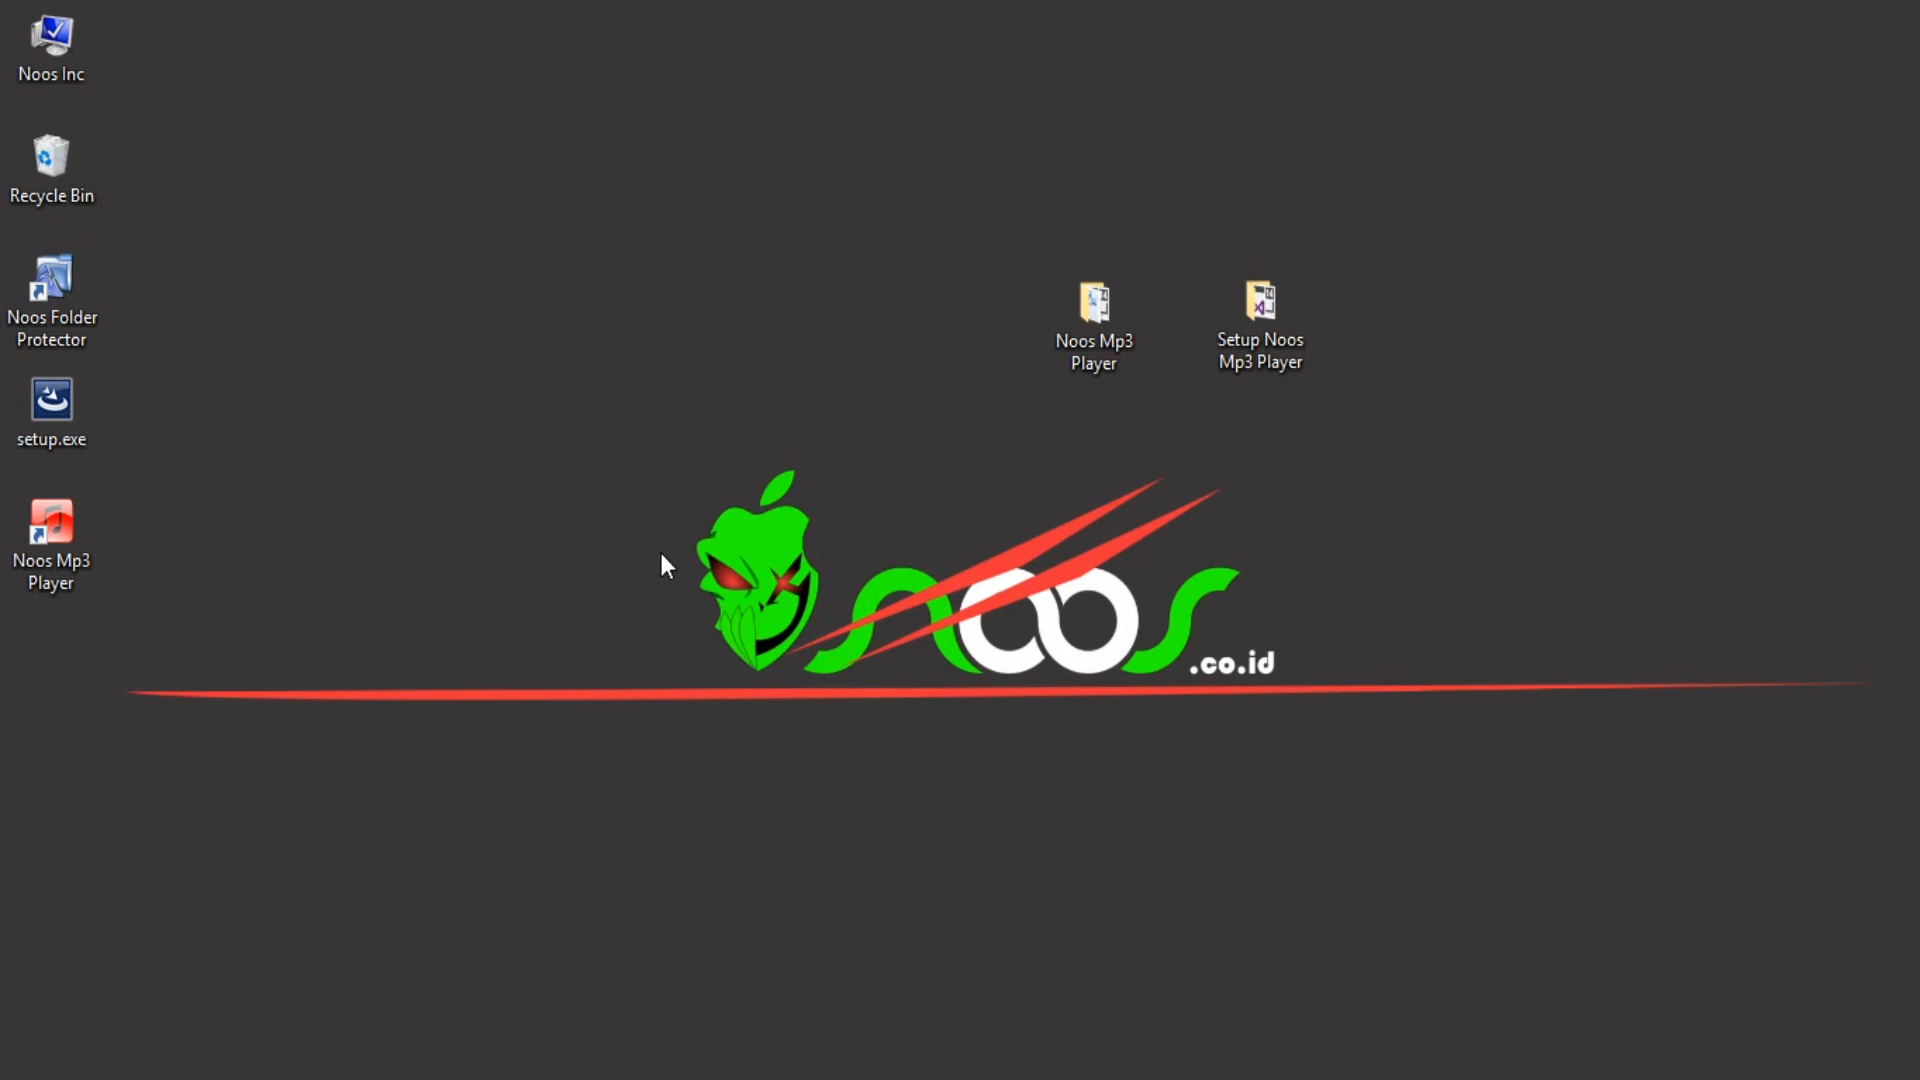 Noos Inc
Recycle Bin
Noos Folder
Protector
setup.exe
Noos Mp3
Player
Noos Mp3
Player
Setup Noos
Mp3 Player
noos
.co.id